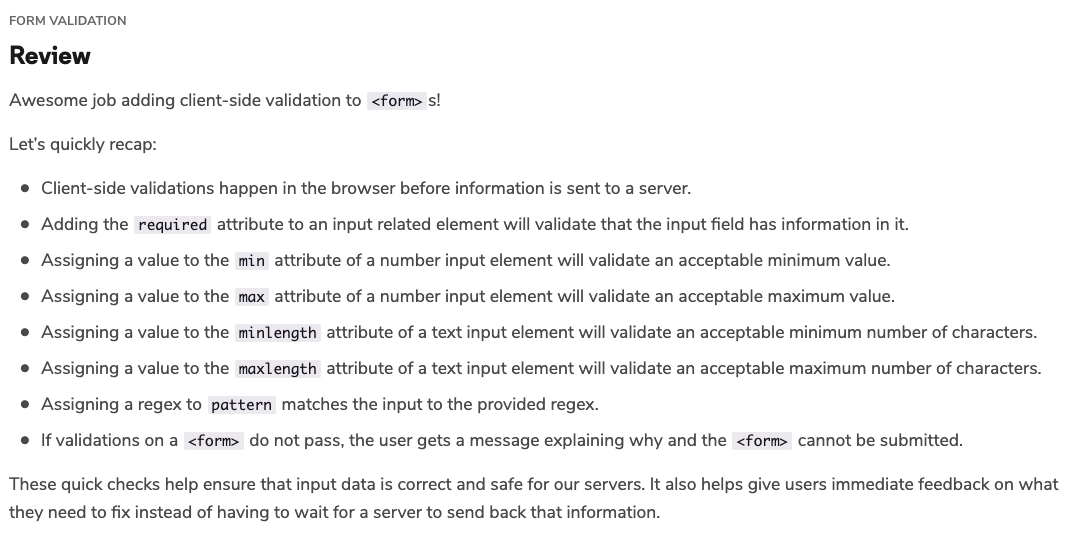 FORM VALIDATION
Review
Awesome job adding client-side validation to <form> s!
Let's quickly recap:
Client-side validations happen in the browser before information is sent to a server.
Adding the required attribute to an input related element will validate that the input field has information in it.
Assigning a value to the min attribute of a number input element will validate an acceptable minimum value.
Assigning a value to the max attribute of a number input element will validate an acceptable maximum value.
Assigning a value to the minlength attribute of a text input element will validate an acceptable minimum number of characters.
Assigning a value to the maxlength attribute of a text input element will validate an acceptable maximum number of characters.
Assigning a regex to pattern matches the input to the provided regex.
If validations on a <form> do not pass, the user gets a message explaining why and the <form> cannot be submitted.
These quick checks help ensure that input data is correct and safe for our servers. It also helps give users immediate feedback on what
they need to fix instead of having to wait for a server to send back that information.